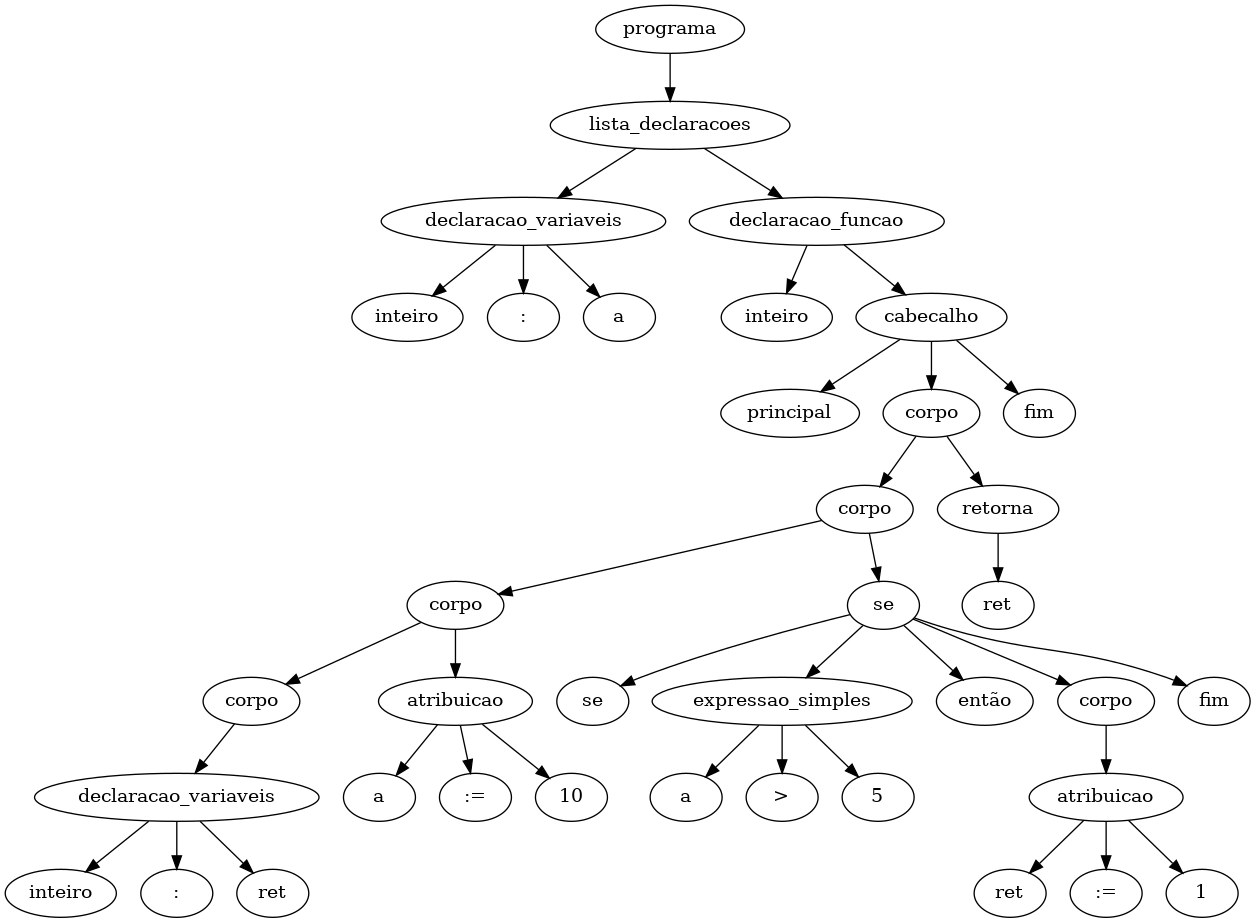 programa
lista_declaracoes
declaracao_variaveis declaracao_funcao
inteiro : a inteiro cabecalho
principal corpo fim
corpo retorna
corpo se ret
corpo atribuicao se expressao_simples então corpo fim
declaracao_variaveis a := 10 a > 5 atribuicao
inteiro : ret ret := 1